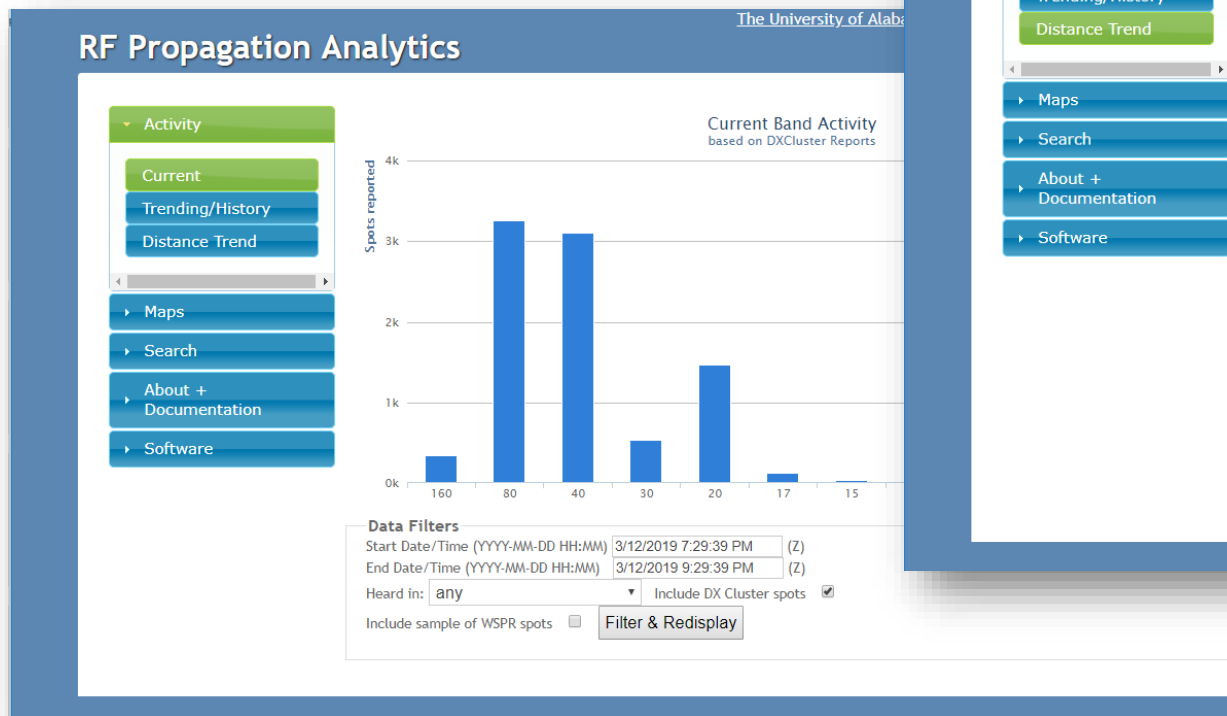 The University of Alaba
RF Propagation Analytics
Activity
Current
Trending/History
Distance Trend
Maps
Search
About +
Documentation
Software
Current Band Activity
based on DXCluster Reports
Spots reported
4k
3k
2k
1k
0k
160 80 40 30 20 17 15
Data Filters
Start Date/Time (YYYY-MM-DD HH:MM) 3/12/2019 7:29:39 PM (Z)
End Date/Time (YYYY-MM-DD HH:MM) 3/12/2019 9:29:39 PM (Z)
Heard in: any Include DX Cluster spots
Include sample of WSPR spots Filter & Redisplay
Trending/History
Distance Trend
Maps
Search
About +
Documentation
Software